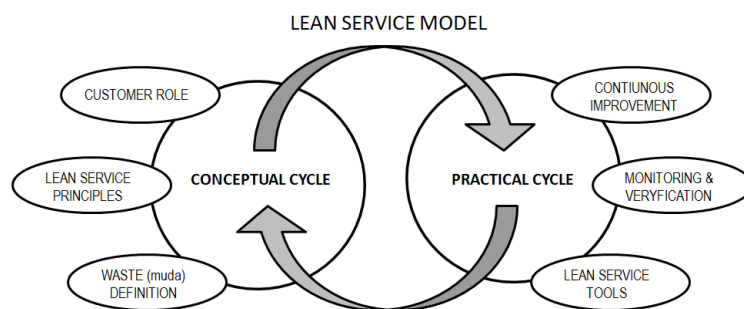 LEAN SERVICE MODEL
CUSTOMER ROLE
LEAN SERVICE
PRINCIPLES
WASTE (muda)
DEFINITION
CONCEPTUAL CYCLE
PRACTICAL CYCLE
CONTIUNOUS
IMPROVEMENT
MONITORING &
VERYFICATION
LEAN SERVICE
TOOLS